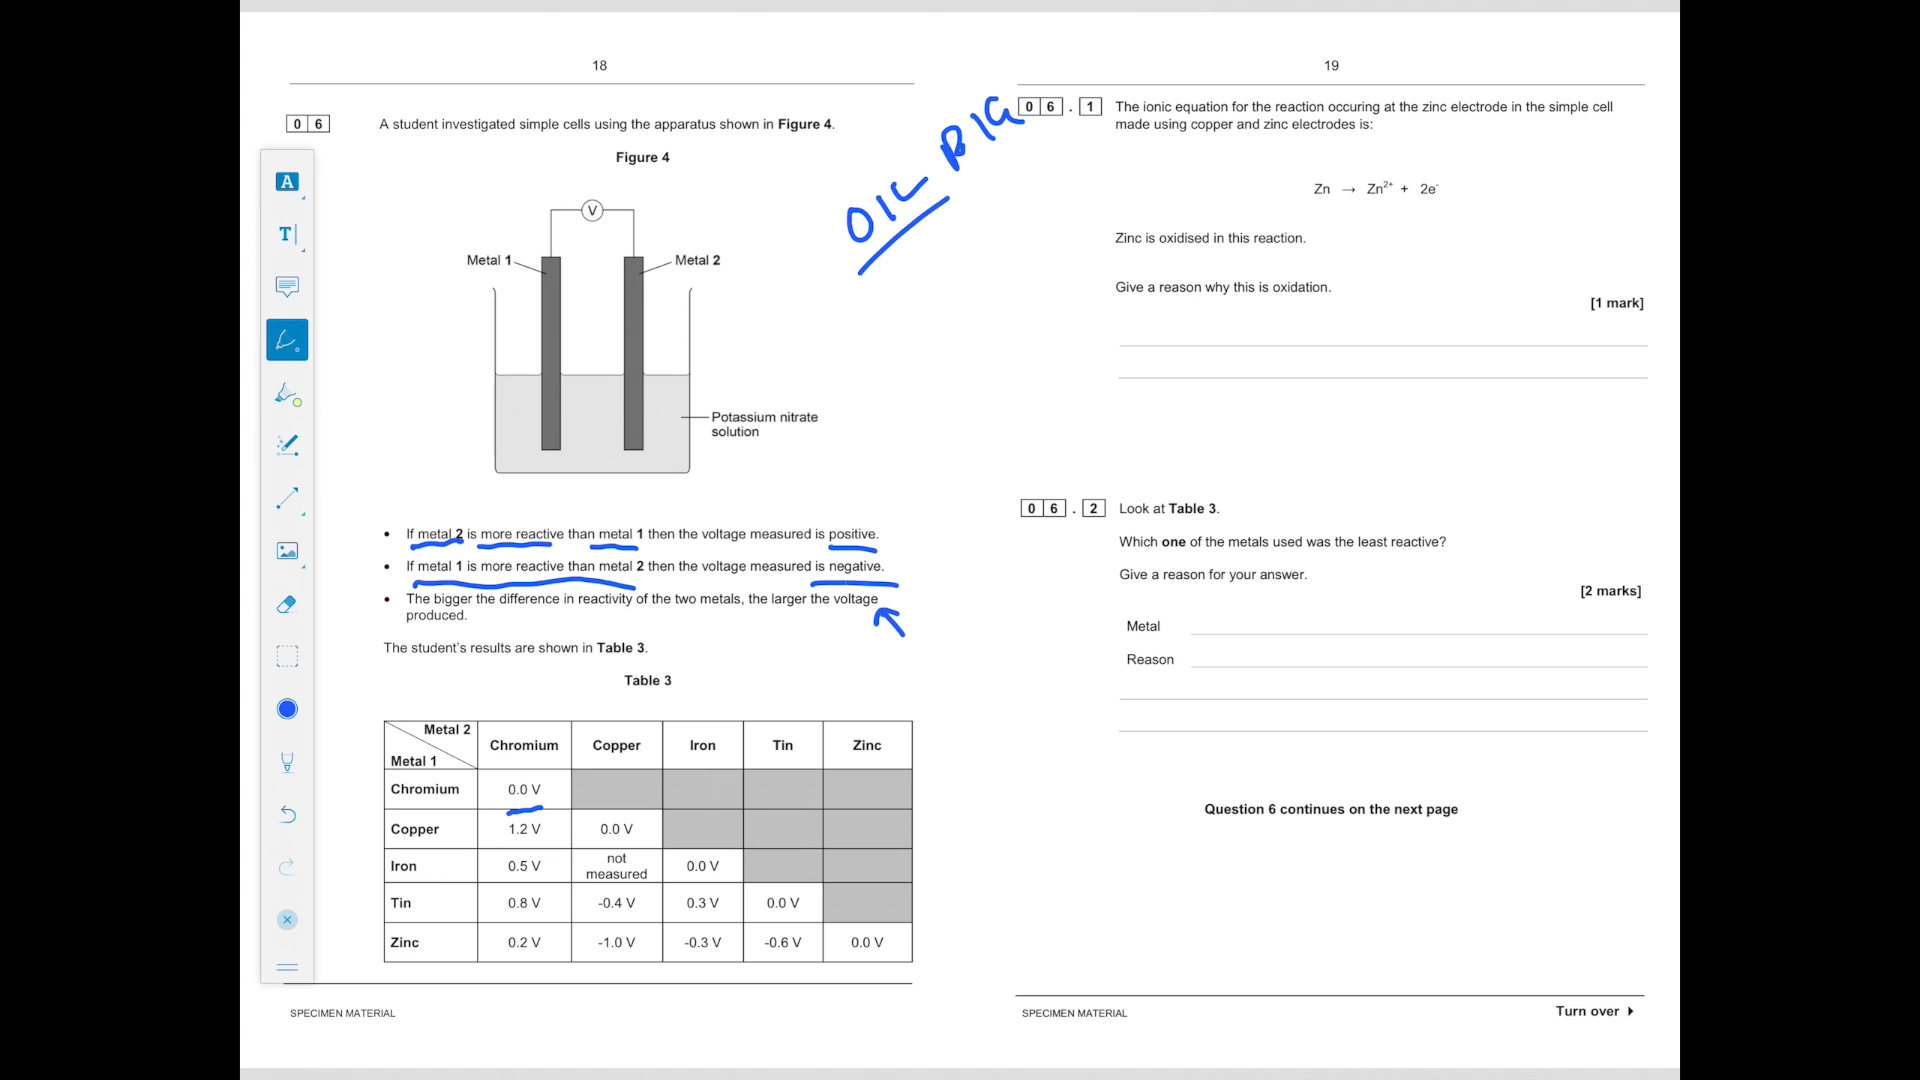 18
0 6
A student investigated simple cells using the apparatus shown in Figure 4.
Figure 4
V
Metal 1
Metal 2
Potassium nitrate
solution
• If metal 2 is more reactive than metal 1 then the voltage measured is positive.
• If metal 1 is more reactive than metal 2 then the voltage measured is negative.
• The bigger the difference in reactivity of the two metals, the larger the voltage
produced.
The student's results are shown in Table 3.
Table 3
Metal 2
Metal 1
Chromium Copper Iron Tin Zinc
Chromium 0.0 V
Copper 1.2 V 0.0 V
Iron 0.5 V not measured 0.0 V
Tin 0.8 V -0.4 V 0.3 V 0.0 V
Zinc 0.2 V -1.0 V -0.3 V -0.6 V 0.0 V
SPECIMEN MATERIAL
A
T
OIL RIG
19
0 6 . 1 The ionic equation for the reaction occuring at the zinc electrode in the simple cell
made using copper and zinc electrodes is:
Zn → Zn²⁺ + 2e⁻
Zinc is oxidised in this reaction.
Give a reason why this is oxidation.
[1 mark]
0 6 . 2 Look at Table 3.
Which one of the metals used was the least reactive?
Give a reason for your answer.
[2 marks]
Metal
Reason
Question 6 continues on the next page
SPECIMEN MATERIAL
Turn over